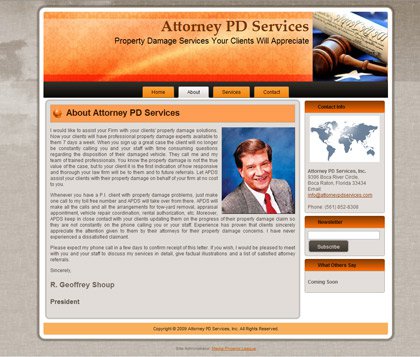 Attorney PD Services
Property Damage Services Your Clients Will Appreciate
Home
About
Services
Contact
About Attorney PD Services
I would like to assist your Firm with your clients' property damage solutions.
Now your clients will have professional property damage experts available to
them 7 days a week. When you sign up a great case the client will no longer
be constantly calling you and your staff with time consuming questions
regarding the disposition of their damaged vehicle. They call me and my
team of trained professionals. You know the property damage is not the true
value of the case, but to your client it is the first indication of how responsive
and thorough your law firm will be to them and to future referrals. Let APDS
assist your clients with their property damage on behalf of your firm at no cost
to you.
Whenever you have a P.I. client with property damage problems, just make
one call to my toll free number and APDS will take over from there. APDS will
make all the calls and all the arrangements for tow-yard removal, appraisal
appointment, vehicle repair coordination, rental authorization, etc. Moreover,
APDS keep in close contact with your clients updating them on the progress of their property damage claim so
they are not constantly on the phone calling you or your staff. Experience has proven that clients sincerely
appreciate the attention given to them by their attorneys for their property damage concerns. I have never
experienced a dissatisfied claimant.
Please expect my phone call in a few days to confirm receipt of this letter. If you wish, I would be pleased to meet
with you and your staff to discuss my services in detail, give factual illustrations and a list of satisfied attorney
referrals.
Sincerely,
R. Geoffrey Shoup
President
Contact Info
Attorney PD Services, Inc.
9396 Boca River Circle,
Boca Raton, Florida 33434
Email:
info@attorneypdservices.com
Phone: (561) 852-8308
Newsletter
Subscribe
What Others Say
Coming Soon
Copyright © 2009 Attorney PD Services, Inc. All Rights Reserved.
Site Administrator: